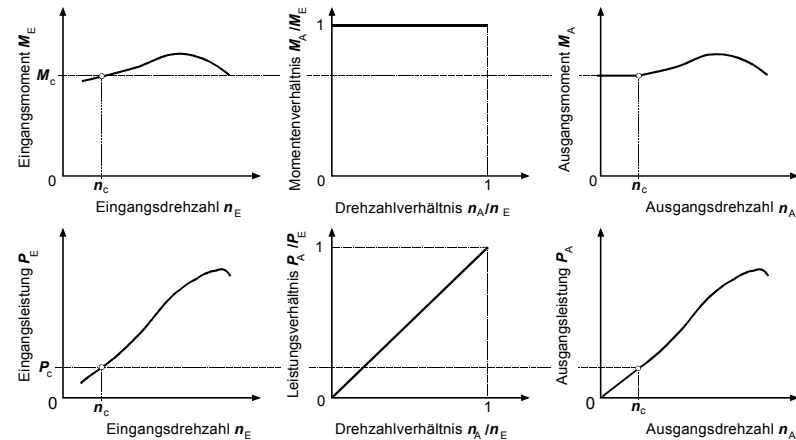 Eingangsmoment M_E
M_c
0
n_c
Eingangsdrehzahl n_E
Momentenverhältnis M_A/M_E
1
0
1
Drehzahlverhältnis n_A/n_E
Ausgangsmoment M_A
0
n_c
Ausgangsdrehzahl n_A
Eingangsleistung P_E
P_c
0
n_c
Eingangsdrehzahl n_E
Leistungsverhältnis P_A/P_E
1
0
1
Drehzahlverhältnis n_A/n_E
Ausgangsleistung P_A
0
n_c
Ausgangsdrehzahl n_A